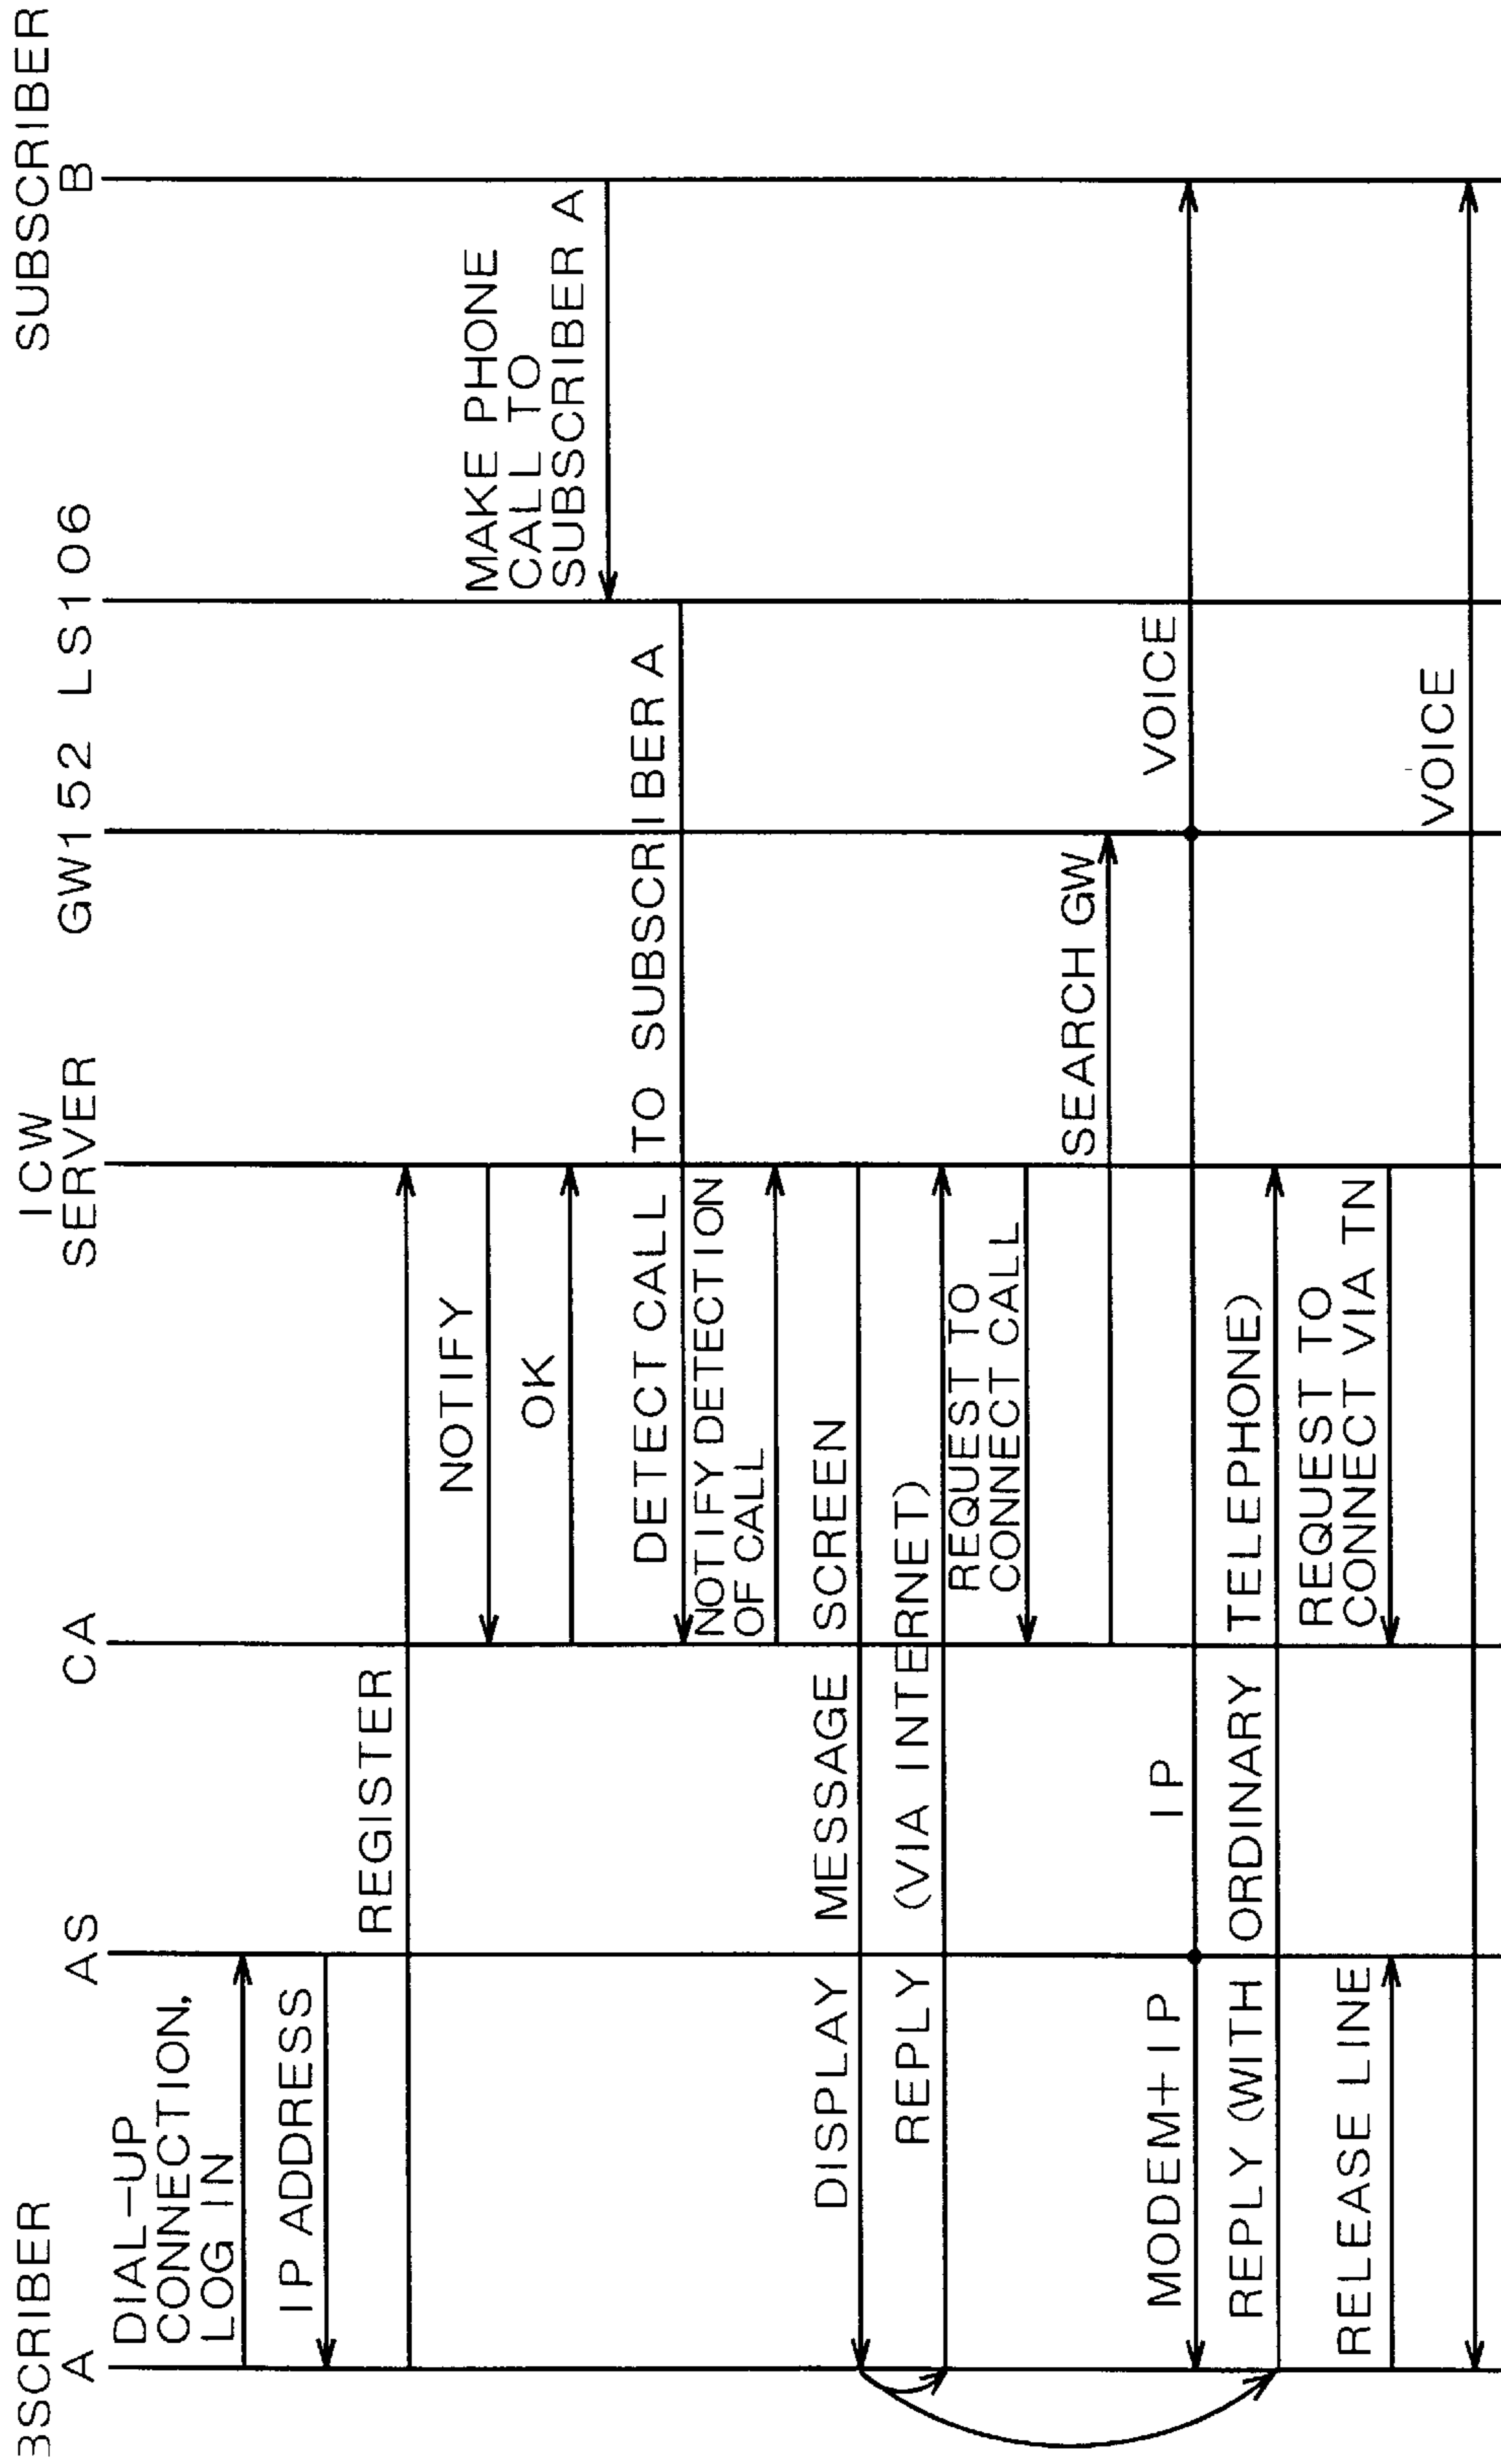 BSCRIBER
A
AS
CA
ICW
SERVER
GW152
LS106
SUBSCRIBER
B
DIAL-UP
CONNECTION,
LOG IN
IP ADDRESS
REGISTER
NOTIFY
OK
MAKE PHONE
CALL TO
SUBSCRIBER A
DETECT CALL TO SUBSCRIBER A
NOTIFY DETECTION
OF CALL
DISPLAY MESSAGE SCREEN
REPLY (VIA INTERNET)
REQUEST TO
CONNECT CALL
SEARCH GW
MODEM+IP
IP
VOICE
REPLY (WITH ORDINARY TELEPHONE)
RELEASE LINE
REQUEST TO
CONNECT VIA TN
VOICE